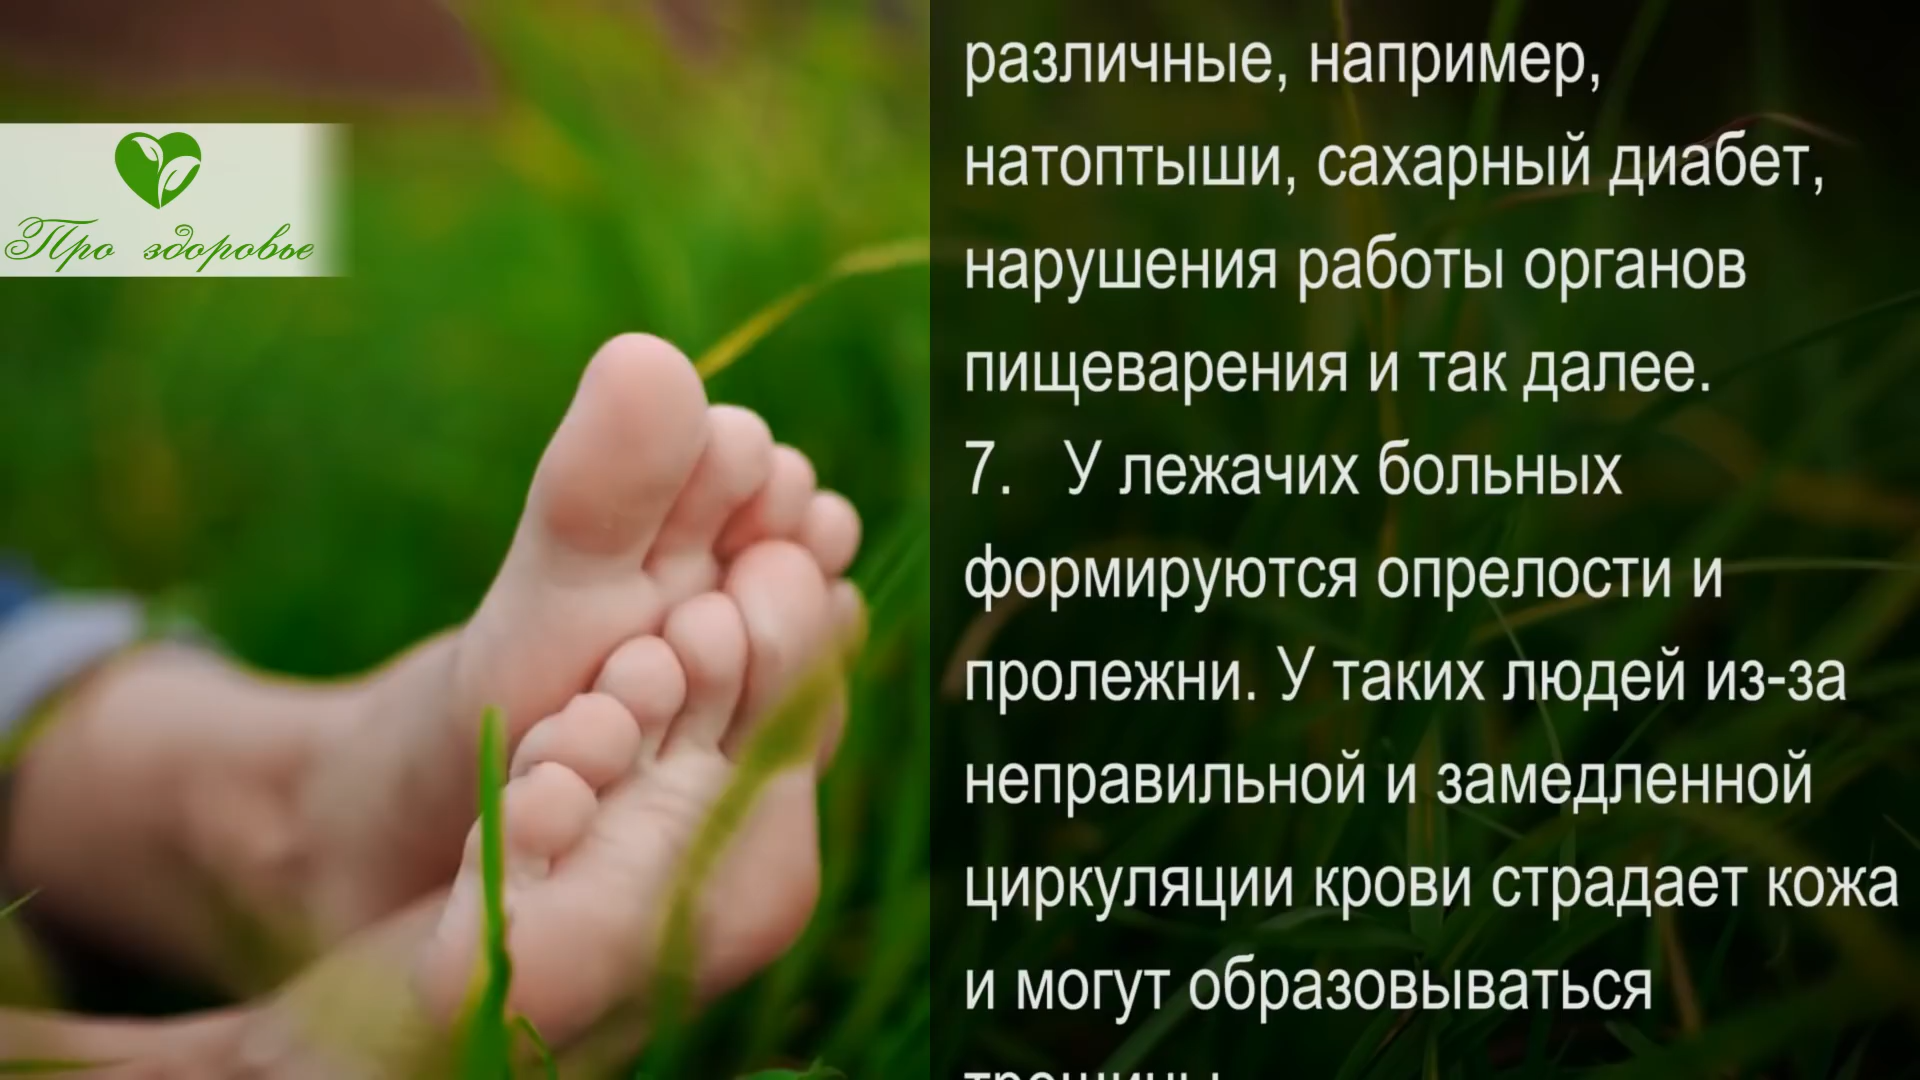 Про здоровье
различные, например,
натоптыши, сахарный диабет,
нарушения работы органов
пищеварения и так далее.
7. У лежачих больных
формируются опрелости и
пролежни. У таких людей из-за
неправильной и замедленной
циркуляции крови страдает кожа
и могут образовываться